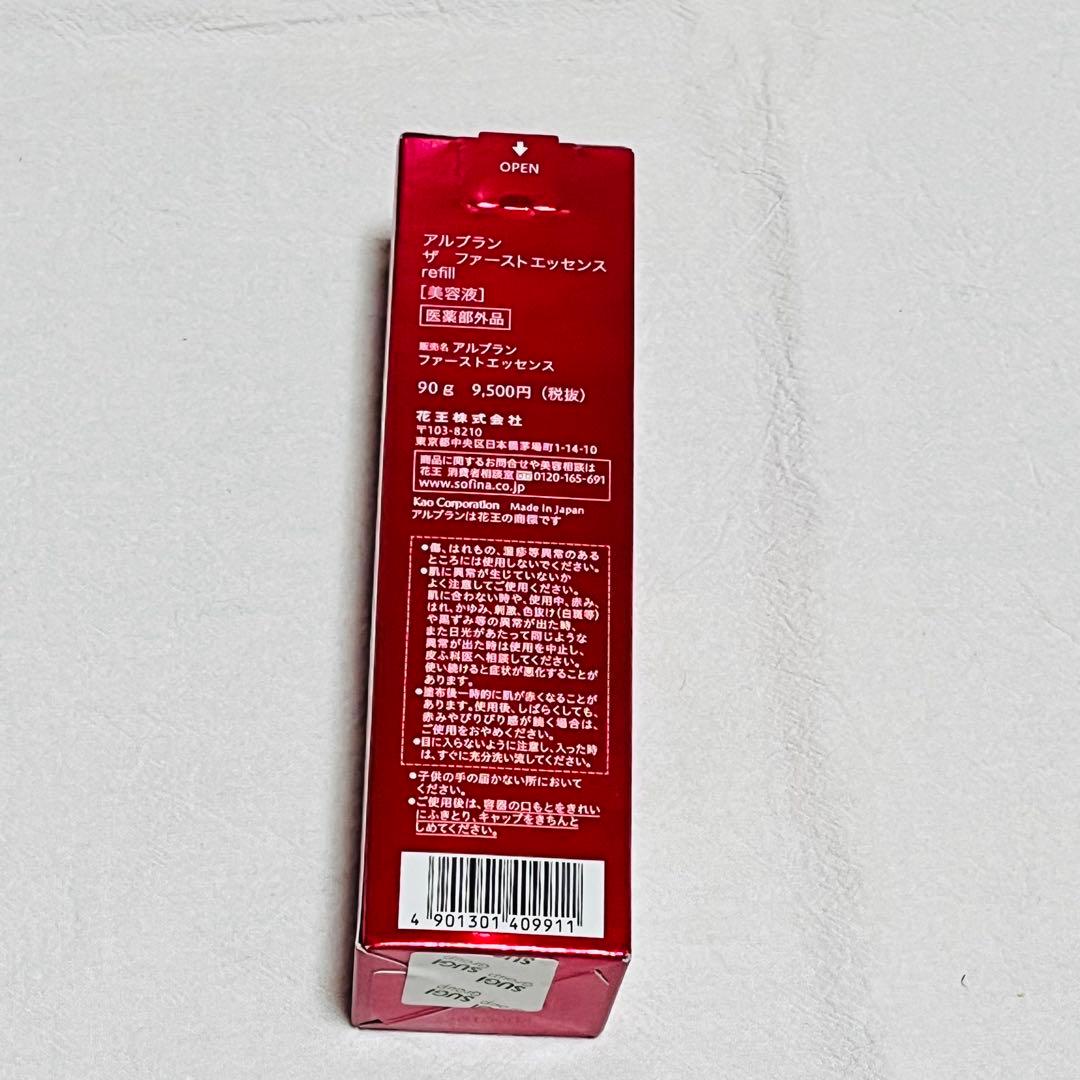 OPEN
アルブラン
ザ ファーストエッセンス
refill
[美容液]
医薬部外品
販売名 アルブラン
ファーストエッセンス
90g 9,500円(税抜)
花王株式会社
〒103-8210
東京都中央区日本橋茅場町1-14-10
商品に関するお問合せや美容相談は
花王 消費者相談室 0120-165-691
www.sofina.co.jp
Kao Corporation Made in Japan
アルブランは花王の商標です
●傷、はれもの、湿疹等異常のある
ところには使用しないでください。
●肌に異常が生じていないか
よく注意してご使用ください。
肌に合わない時や、使用中、赤み、
はれ、かゆみ、刺激、色抜け(白斑等)
や黒ずみ等の異常が出た時、
また日光があたって同じような
異常が出た時は使用を中止し、
皮ふ科医へ相談してください。
使い続けると症状が悪化することが
あります。
●塗布後一時的に肌が赤くなることが
あります。使用後、しばらくしても、
赤みやぴりぴり感が続く場合は、
ご使用をおやめください。
●目に入らないように注意し、入った時
は、すぐに充分洗い流してください。
●子供の手の届かない所において
ください。
●ご使用後は、容器の口もとをきれい
にふきとり、キャップをきちんと
しめてください。
4 901301 409911
SUGI
Group
SUGI
SUGI
Group